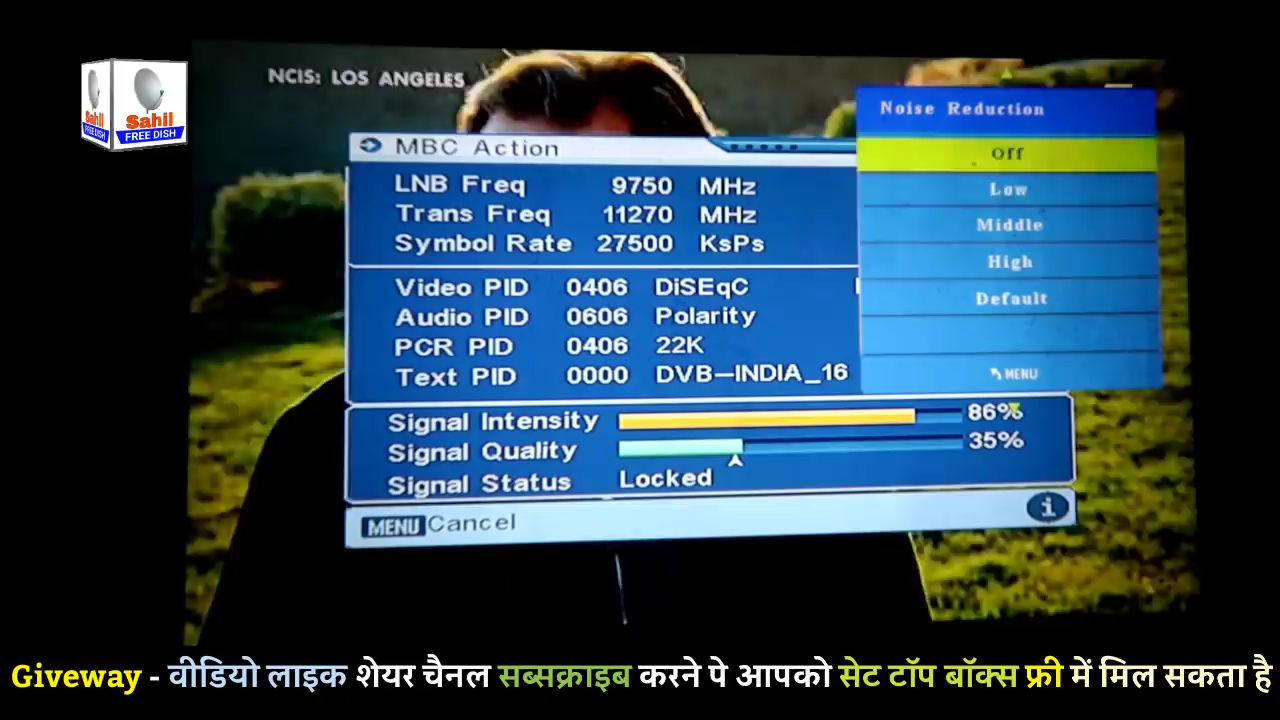 NCIS: LOS ANGELES
Sahil
FREE DISH
Sahil
FREE DISH
MBC Action
LNB Freq 9750 MHz
Trans Freq 11270 MHz
Symbol Rate 27500 KsPs
Video PID 0406 DiSEqC
Audio PID 0606 Polarity
PCR PID 0406 22K
Text PID 0000 DVB-INDIA_16
Signal Intensity 86%
Signal Quality 35%
Signal Status Locked
MENU Cancel
i
Noise Reduction
Off
Low
Middle
High
Default
MENU
Giveway - वीडियो लाइक शेयर चैनल सब्सक्राइब करने पे आपको सेट टॉप बॉक्स फ्री में मिल सकता है